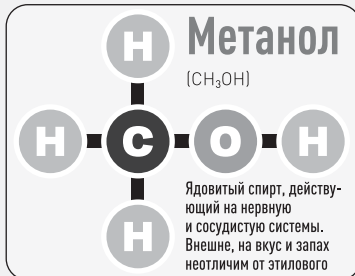 H
Метанол
(CH₃OH)
H C O H
H
Ядовитый спирт, действу-
ющий на нервную
и сосудистую системы.
Внешне, на вкус и запах
неотличим от этилового